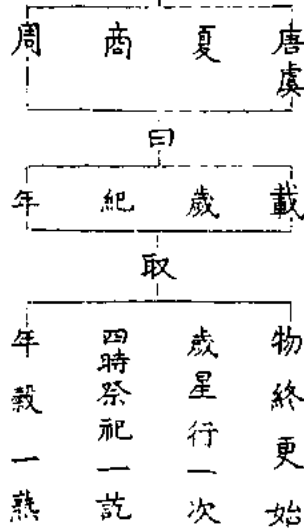 唐虞
夏
商
周
曰
載
歲
紀
年
取
物終更始
歲星行一次
四時祭祀一訖
年穀一熟